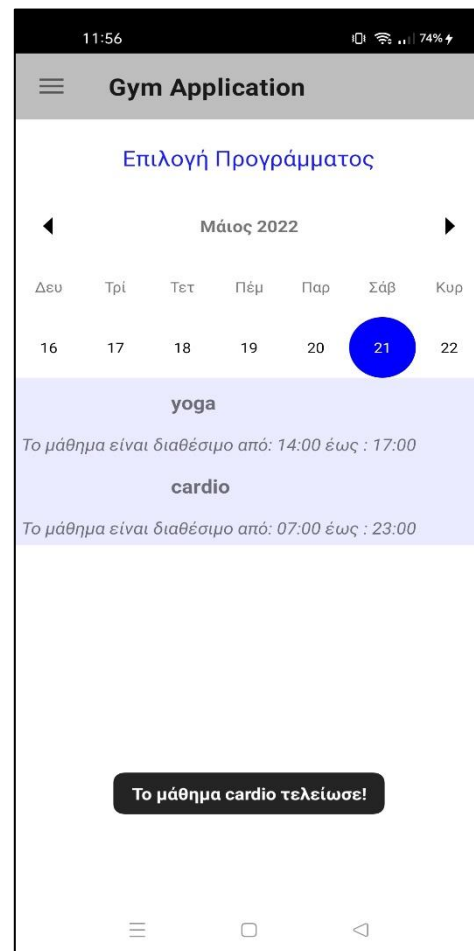 11:56 74%
Gym Application
Επιλογή Προγράμματος
Μάιος 2022
Δευ Τρί Τετ Πέμ Παρ Σάβ Κυρ
16 17 18 19 20 21 22
yoga
Το μάθημα είναι διαθέσιμο από: 14:00 έως : 17:00
cardio
Το μάθημα είναι διαθέσιμο από: 07:00 έως : 23:00
Το μάθημα cardio τελείωσε!